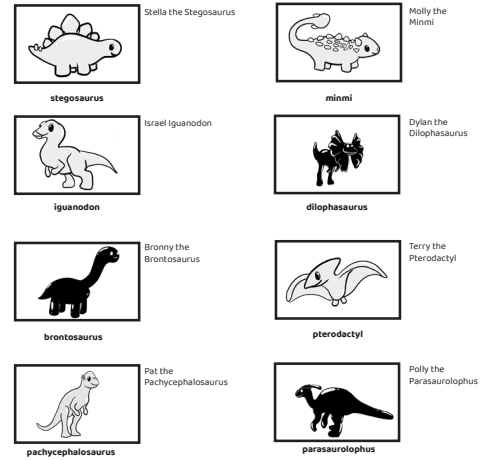 Stella the Stegosaurus
stegosaurus
Molly the
Minmi
minmi
Israel Iguanodon
iguanodon
Dylan the
Dilophasaurus
dilophasaurus
Bronny the
Brontosaurus
brontosaurus
Terry the
Pterodactyl
pterodactyl
Pat the
Pachycephalosaurus
pachycephalosaurus
Polly the
Parasaurolophus
parasaurolophus